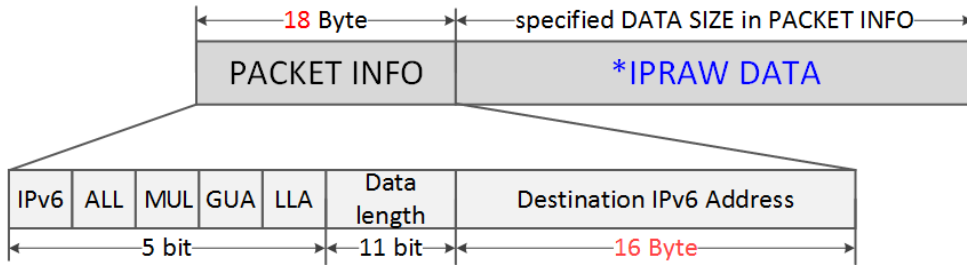 18 Byte specified DATA SIZE in PACKET INFO
PACKET INFO *IPRAW DATA
IPv6 ALL MUL GUA LLA Data length Destination IPv6 Address
5 bit 11 bit 16 Byte